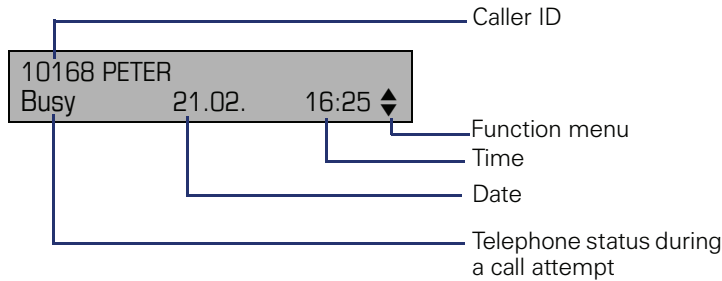 Caller ID
10168 PETER
Busy 21.02. 16:25
Function menu
Time
Date
Telephone status during
a call attempt